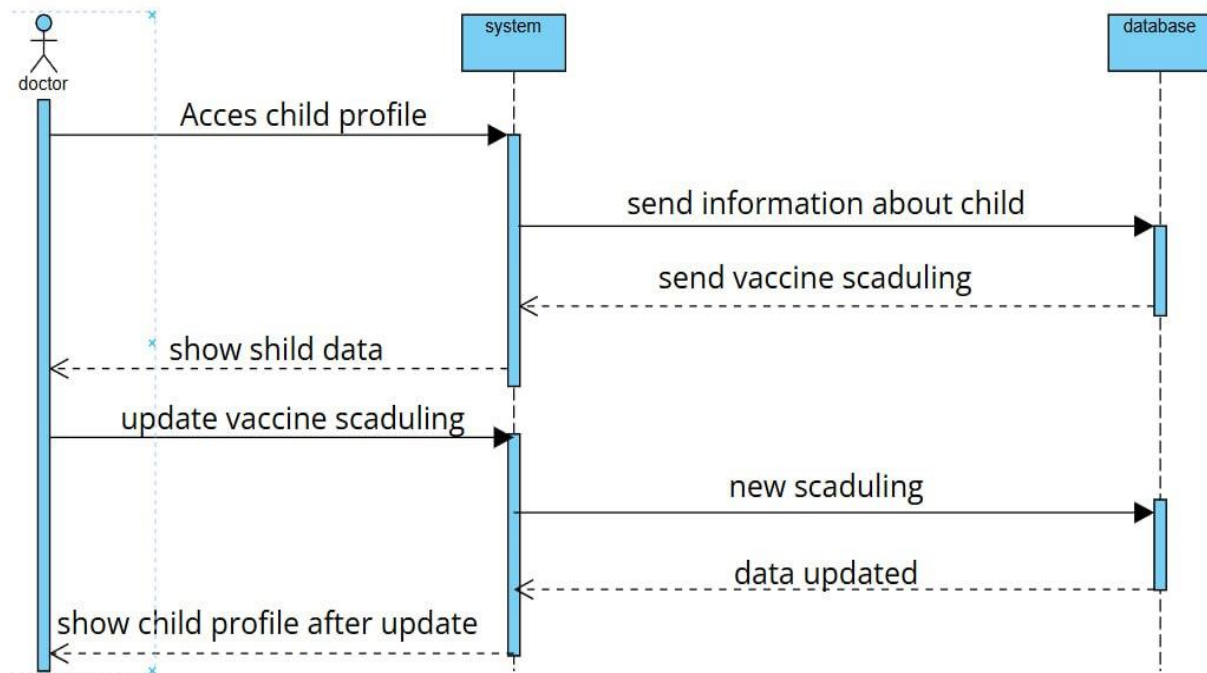 system
database
doctor
Acces child profile
send information about child
send vaccine scaduling
show shild data
update vaccine scaduling
new scaduling
data updated
show child profile after update